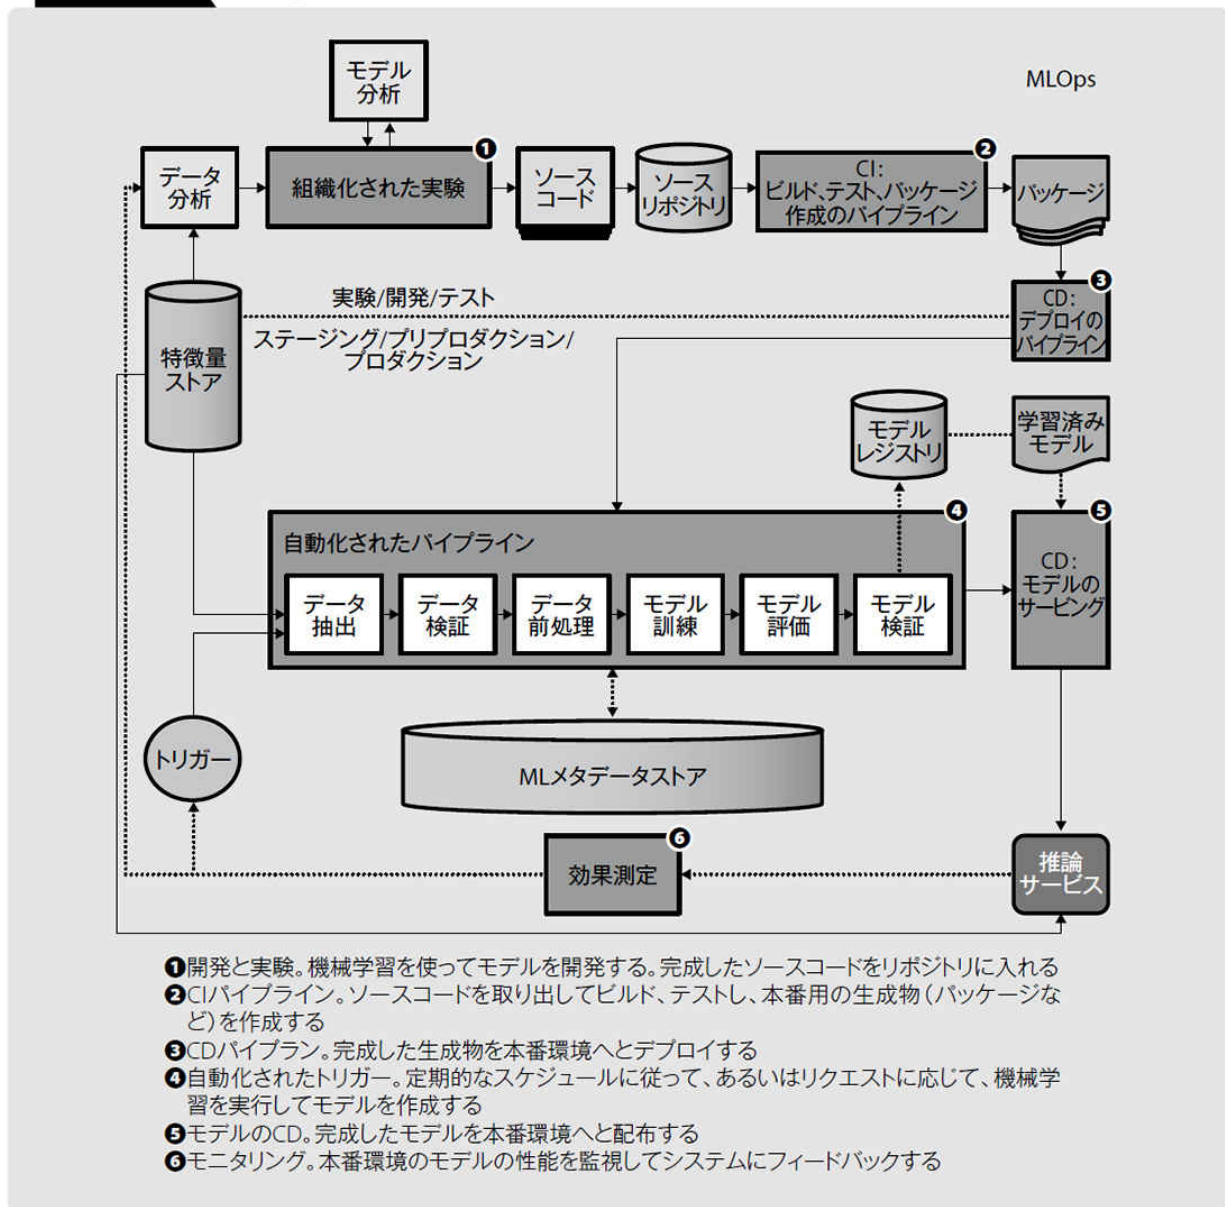 MLOps
モデル
分析
❶
❷
データ
分析
組織化された実験
ソース
コード
ソース
リポジトリ
CI:
ビルド、テスト、パッケージ
作成のパイプライン
パッケージ
❸
実験/開発/テスト
ステージング/プリプロダクション/
プロダクション
CD:
デプロイの
パイプライン
特徴量
ストア
モデル
レジストリ
学習済み
モデル
❹
❺
自動化されたパイプライン
データ
抽出
データ
検証
データ
前処理
モデル
訓練
モデル
評価
モデル
検証
CD:
モデルの
サービング
トリガー
MLメタデータストア
❻
効果測定
推論
サービス
❶開発と実験。機械学習を使ってモデルを開発する。完成したソースコードをリポジトリに入れる
❷CIパイプライン。ソースコードを取り出してビルド、テストし、本番用の生成物(パッケージな
ど)を作成する
❸CDパイプラン。完成した生成物を本番環境へとデプロイする
❹自動化されたトリガー。定期的なスケジュールに従って、あるいはリクエストに応じて、機械学
習を実行してモデルを作成する
❺モデルのCD。完成したモデルを本番環境へと配布する
❻モニタリング。本番環境のモデルの性能を監視してシステムにフィードバックする